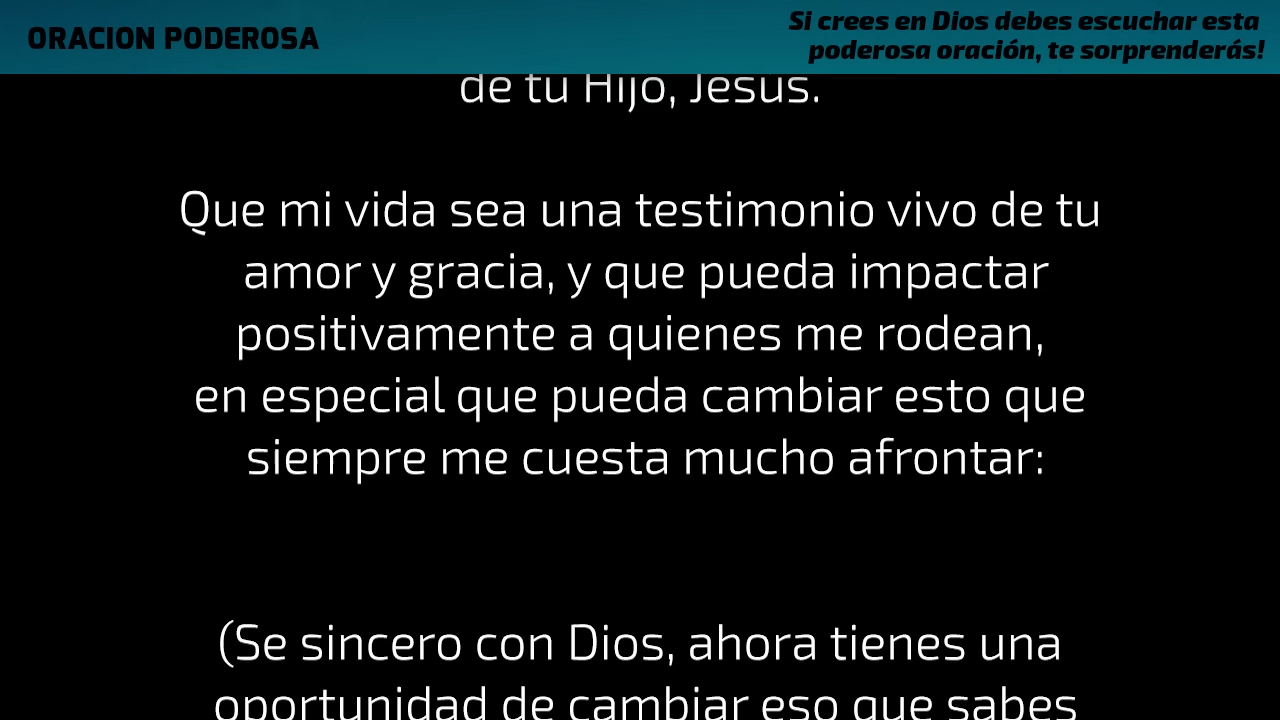 ORACION PODEROSA
Si crees en Dios debes escuchar esta
poderosa oración, te sorprenderás!
de tu Hijo, Jesús.
Que mi vida sea una testimonio vivo de tu
amor y gracia, y que pueda impactar
positivamente a quienes me rodean,
en especial que pueda cambiar esto que
siempre me cuesta mucho afrontar:
(Se sincero con Dios, ahora tienes una
oportunidad de cambiar eso que sabes